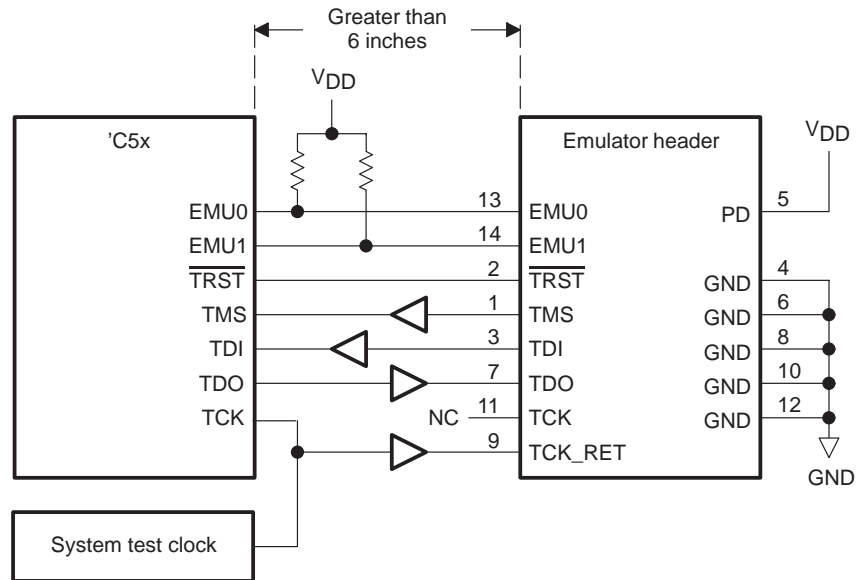 Greater than
6 inches
VDD
'C5x
Emulator header
VDD
EMU0 13 EMU0 PD 5
EMU1 14 EMU1
TRST 2 TRST GND 4
TMS 1 TMS GND 6
TDI 3 TDI GND 8
TDO 7 TDO GND 10
TCK NC 11 TCK GND 12
9 TCK_RET
GND
System test clock